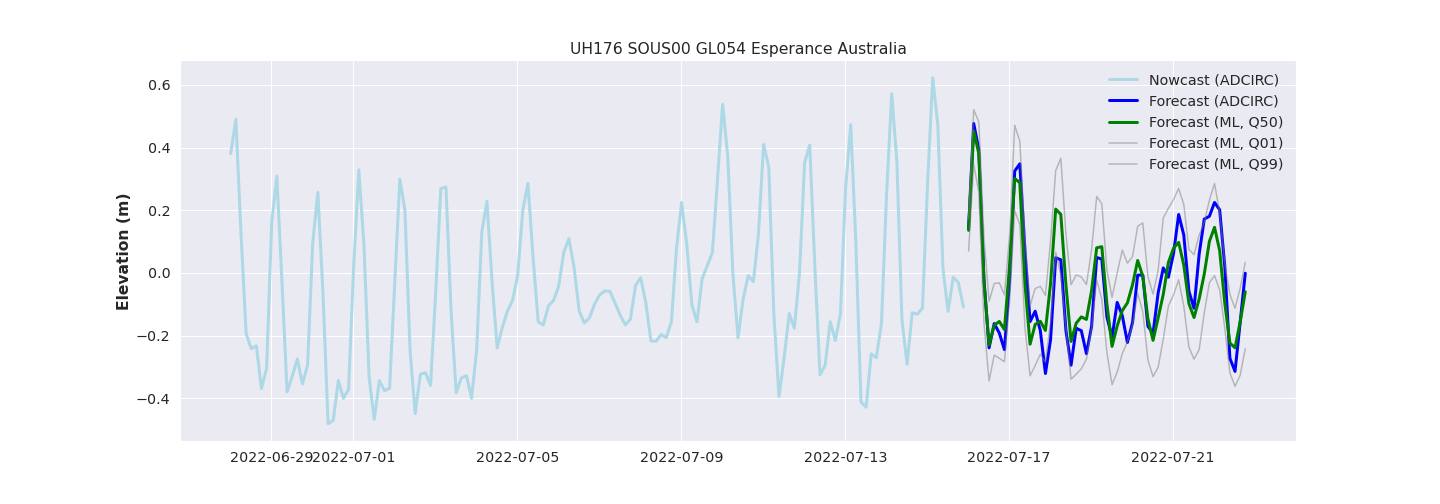 UH176 SOUS00 GL054 Esperance Australia
Elevation (m)
0.6
0.4
0.2
0.0
−0.2
−0.4
2022-06-29
2022-07-01
2022-07-05
2022-07-09
2022-07-13
2022-07-17
2022-07-21
Nowcast (ADCIRC)
Forecast (ADCIRC)
Forecast (ML, Q50)
Forecast (ML, Q01)
Forecast (ML, Q99)